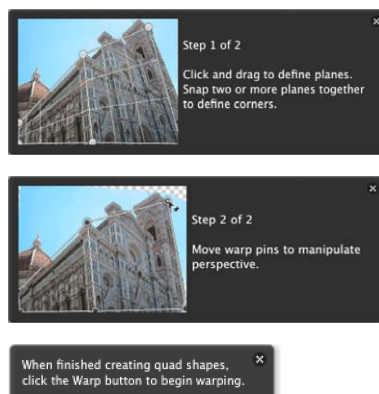 Step 1 of 2
Click and drag to define planes.
Snap two or more planes together
to define corners.
Step 2 of 2
Move warp pins to manipulate
perspective.
When finished creating quad shapes,
click the Warp button to begin warping.